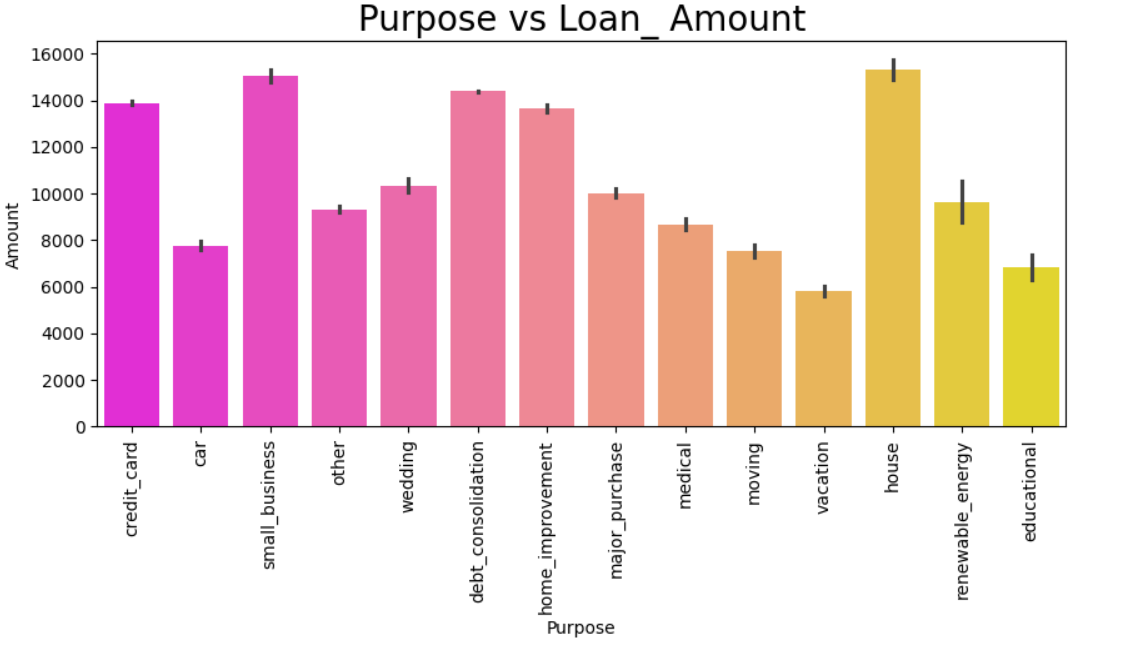 Purpose vs Loan_ Amount
Amount
16000
14000
12000
10000
8000
6000
4000
2000
0
credit_card
car
small_business
other
wedding
debt_consolidation
home_improvement
major_purchase
medical
moving
vacation
house
renewable_energy
educational
Purpose